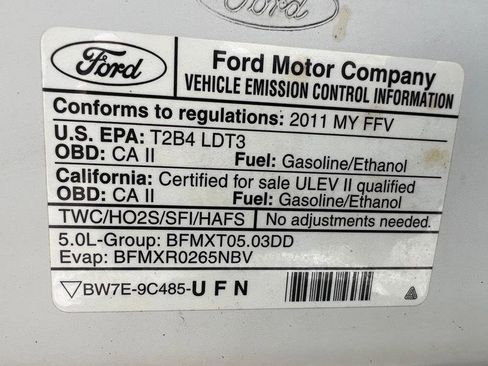 Ford
Ford
Ford Motor Company
VEHICLE EMISSION CONTROL INFORMATION
Conforms to regulations: 2011 MY FFV
U.S. EPA: T2B4 LDT3
OBD: CA II Fuel: Gasoline/Ethanol
California: Certified for sale ULEV II qualified
OBD: CA II Fuel: Gasoline/Ethanol
TWC/HO2S/SFI/HAFS No adjustments needed.
5.0L-Group: BFMXT05.03DD
Evap: BFMXR0265NBV
BW7E-9C485-UFN